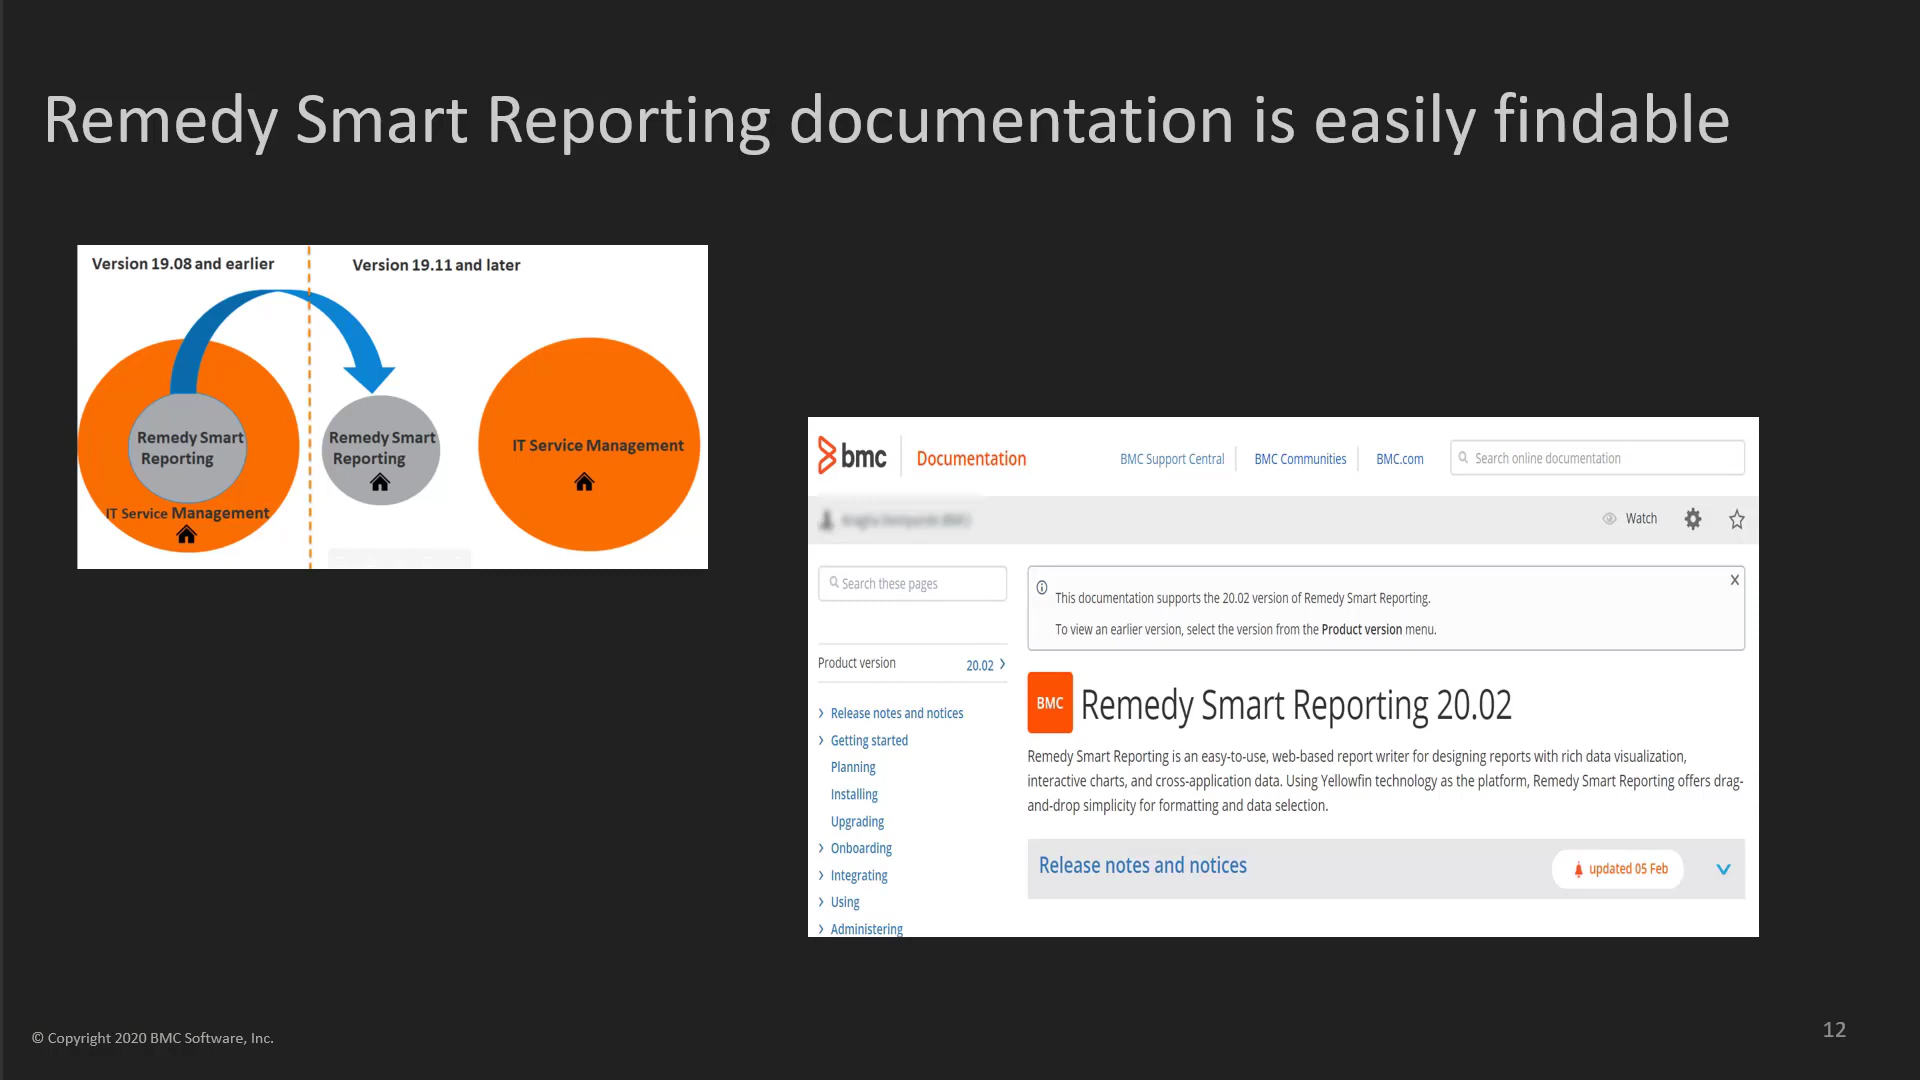 Remedy Smart Reporting documentation is easily findable
Version 19.08 and earlier
Version 19.11 and later
Remedy Smart
Reporting
IT Service Management
Remedy Smart
Reporting
IT Service Management
bmc Documentation
BMC Support Central
BMC Communities
BMC.com
Search online documentation
Watch
Search these pages
Product version 20.02
Release notes and notices
Getting started
Planning
Installing
Upgrading
Onboarding
Integrating
Using
Administering
This documentation supports the 20.02 version of Remedy Smart Reporting.
To view an earlier version, select the version from the Product version menu.
X
BMC Remedy Smart Reporting 20.02
Remedy Smart Reporting is an easy-to-use, web-based report writer for designing reports with rich data visualization,
interactive charts, and cross-application data. Using Yellowfin technology as the platform, Remedy Smart Reporting offers drag-
and-drop simplicity for formatting and data selection.
Release notes and notices
updated 05 Feb
© Copyright 2020 BMC Software, Inc.
12